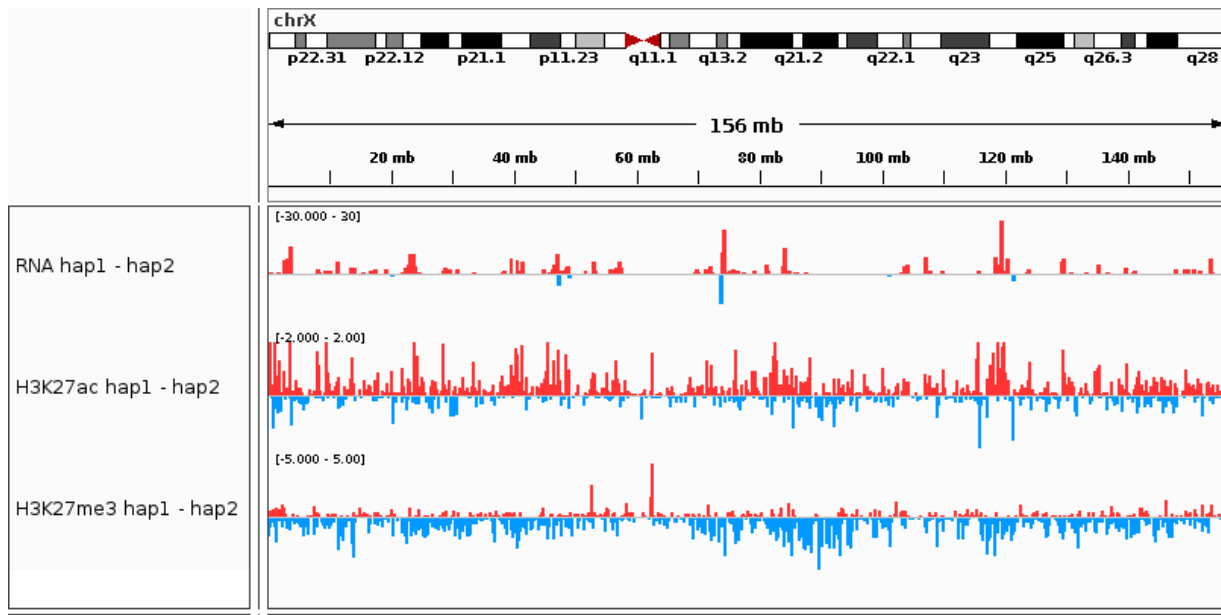 chrX
p22.31 p22.12 p21.1 p11.23 q11.1 q13.2 q21.2 q22.1 q23 q25 q26.3 q28
156 mb
20 mb 40 mb 60 mb 80 mb 100 mb 120 mb 140 mb
[-30.000 - 30]
RNA hap1 - hap2
[-2.000 - 2.00]
H3K27ac hap1 - hap2
[-5.000 - 5.00]
H3K27me3 hap1 - hap2